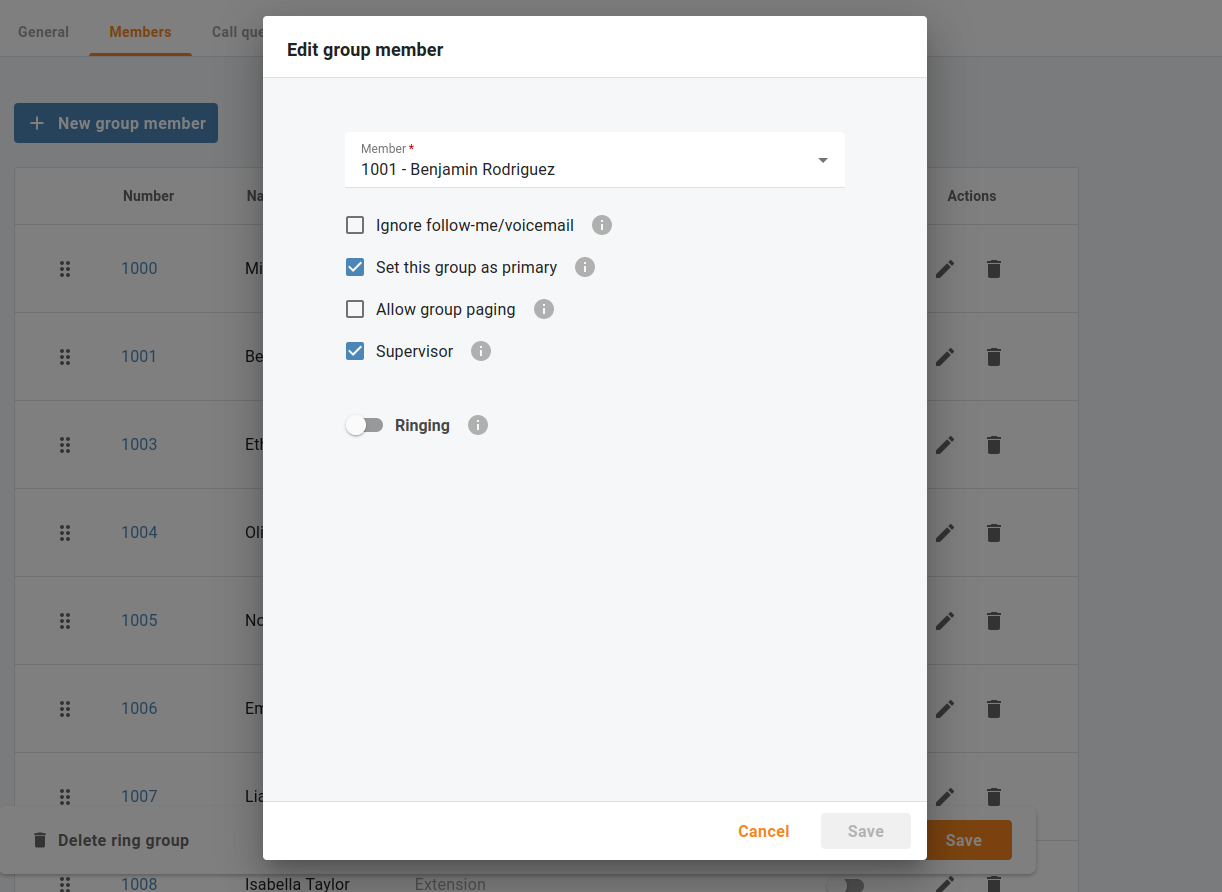 General Members Call que
Edit group member
New group member
Member *
1001 - Benjamin Rodriguez
Number Na Actions
Ignore follow-me/voicemail
Set this group as primary
1000 Mi
Allow group paging
Supervisor
1001 Be
Ringing
1003 Eth
1004 Oli
1005 No
1006 Em
1007 Lia
Cancel Save
Delete ring group Save
1008 Isabella Taylor Extension